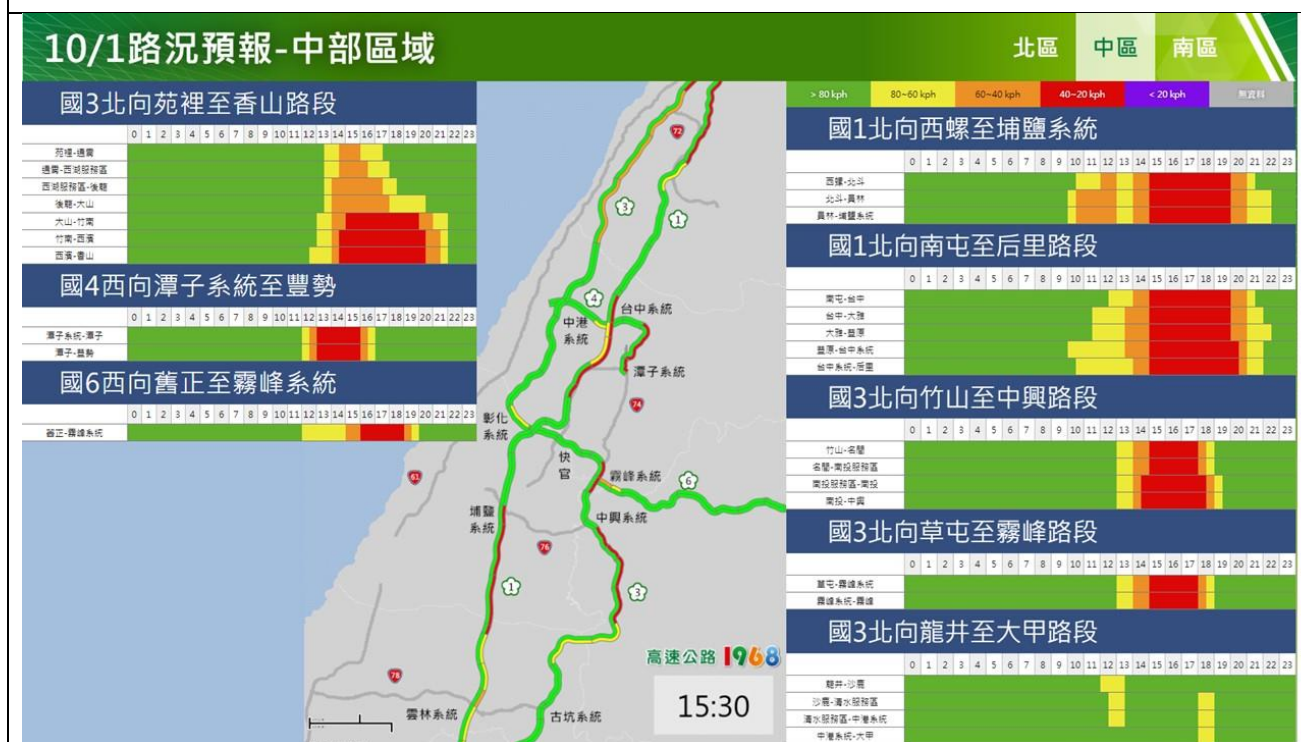 10/1路況預報-中部區域
北區 中區 南區
國3北向苑裡至香山路段
0 1 2 3 4 5 6 7 8 9 10 11 12 13 14 15 16 17 18 19 20 21 22 23
苑裡-通霄
通霄-西湖服務區
西湖服務區-後龍
後龍-大山
大山-竹南
竹南-西濱
西濱-香山
國4西向潭子系統至豐勢
0 1 2 3 4 5 6 7 8 9 10 11 12 13 14 15 16 17 18 19 20 21 22 23
潭子系統-潭子
潭子-豐勢
國6西向舊正至霧峰系統
0 1 2 3 4 5 6 7 8 9 10 11 12 13 14 15 16 17 18 19 20 21 22 23
舊正-霧峰系統
72
3
1
4
台中系統
中港
系統
潭子系統
74
彰化
系統
快
官
霧峰系統
6
61
埔鹽
系統
中興系統
76
1
3
78
雲林系統
古坑系統
高速公路 1968
15:30
> 80 kph 80~60 kph 60~40 kph 40~20 kph < 20 kph 無資料
國1北向西螺至埔鹽系統
0 1 2 3 4 5 6 7 8 9 10 11 12 13 14 15 16 17 18 19 20 21 22 23
西螺-北斗
北斗-員林
員林-埔鹽系統
國1北向南屯至后里路段
0 1 2 3 4 5 6 7 8 9 10 11 12 13 14 15 16 17 18 19 20 21 22 23
南屯-台中
台中-大雅
大雅-豐原
豐原-台中系統
台中系統-后里
國3北向竹山至中興路段
0 1 2 3 4 5 6 7 8 9 10 11 12 13 14 15 16 17 18 19 20 21 22 23
竹山-名間
名間-南投服務區
南投服務區-南投
南投-中興
國3北向草屯至霧峰路段
0 1 2 3 4 5 6 7 8 9 10 11 12 13 14 15 16 17 18 19 20 21 22 23
草屯-霧峰系統
霧峰系統-霧峰
國3北向龍井至大甲路段
0 1 2 3 4 5 6 7 8 9 10 11 12 13 14 15 16 17 18 19 20 21 22 23
龍井-沙鹿
沙鹿-清水服務區
清水服務區-中港系統
中港系統-大甲